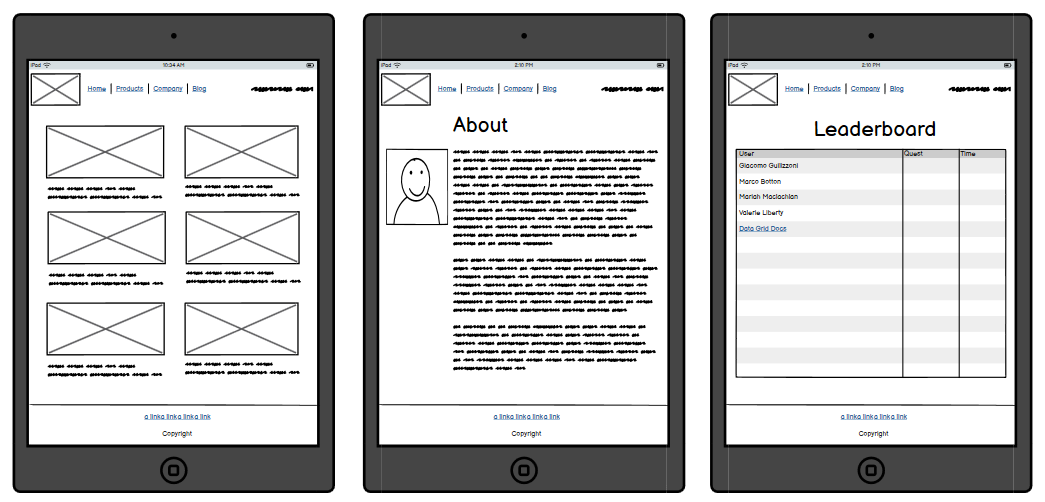 iPad
10:34 AM
Home
Products
Company
Blog
a linka linka linka link
Copyright
iPad
2:10 PM
Home
Products
Company
Blog
About
a linka linka linka link
Copyright
iPad
2:10 PM
Home
Products
Company
Blog
Leaderboard
User Quest Time
Giacomo Guilizzoni
Marco Botton
Mariah Maclachlan
Valerie Liberty
Data Grid Docs
a linka linka linka link
Copyright